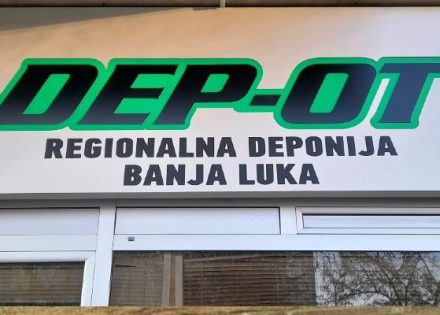 DEP-OT
REGIONALNA DEPONIJA
BANJA LUKA